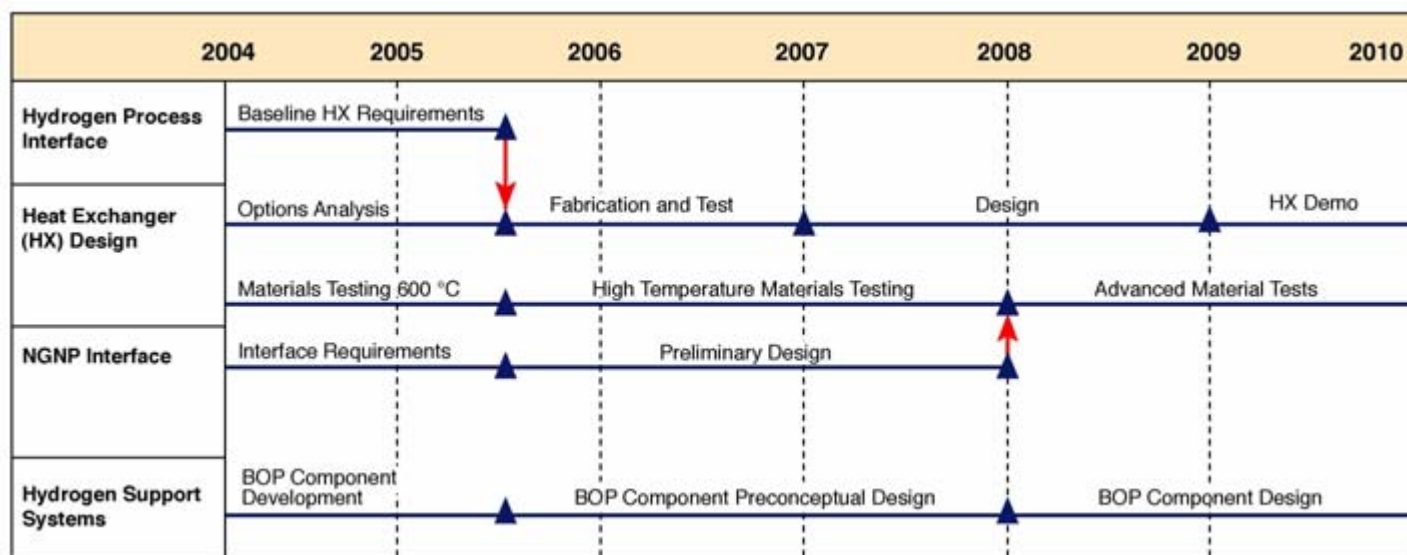 2004 2005 2006 2007 2008 2009 2010
Hydrogen Process
Interface
Baseline HX Requirements
Heat Exchanger
(HX) Design
Options Analysis Fabrication and Test Design HX Demo
Materials Testing 600 °C High Temperature Materials Testing Advanced Material Tests
NGNP Interface
Interface Requirements Preliminary Design
Hydrogen Support
Systems
BOP Component
Development
BOP Component Preconceptual Design BOP Component Design